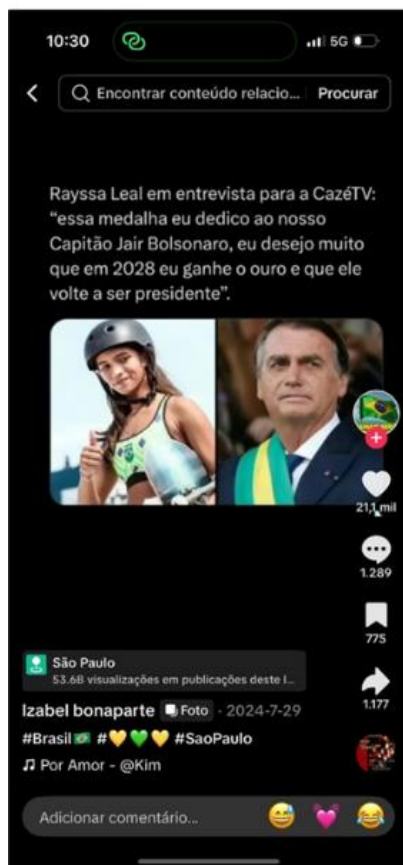 10:30
5G
Encontrar conteúdo relacio... Procurar
Rayssa Leal em entrevista para a CazéTV:
“essa medalha eu dedico ao nosso
Capitão Jair Bolsonaro, eu desejo muito
que em 2028 eu ganhe o ouro e que ele
volte a ser presidente”.
21,1 mil
1.289
775
São Paulo
53.6B visualizações em publicações deste l...
1.177
Izabel bonaparte Foto · 2024-7-29
#Brasil🇧🇷 #💛💚💛💛 #SaoPaulo
♫ Por Amor - @Kim
Adicionar comentário...